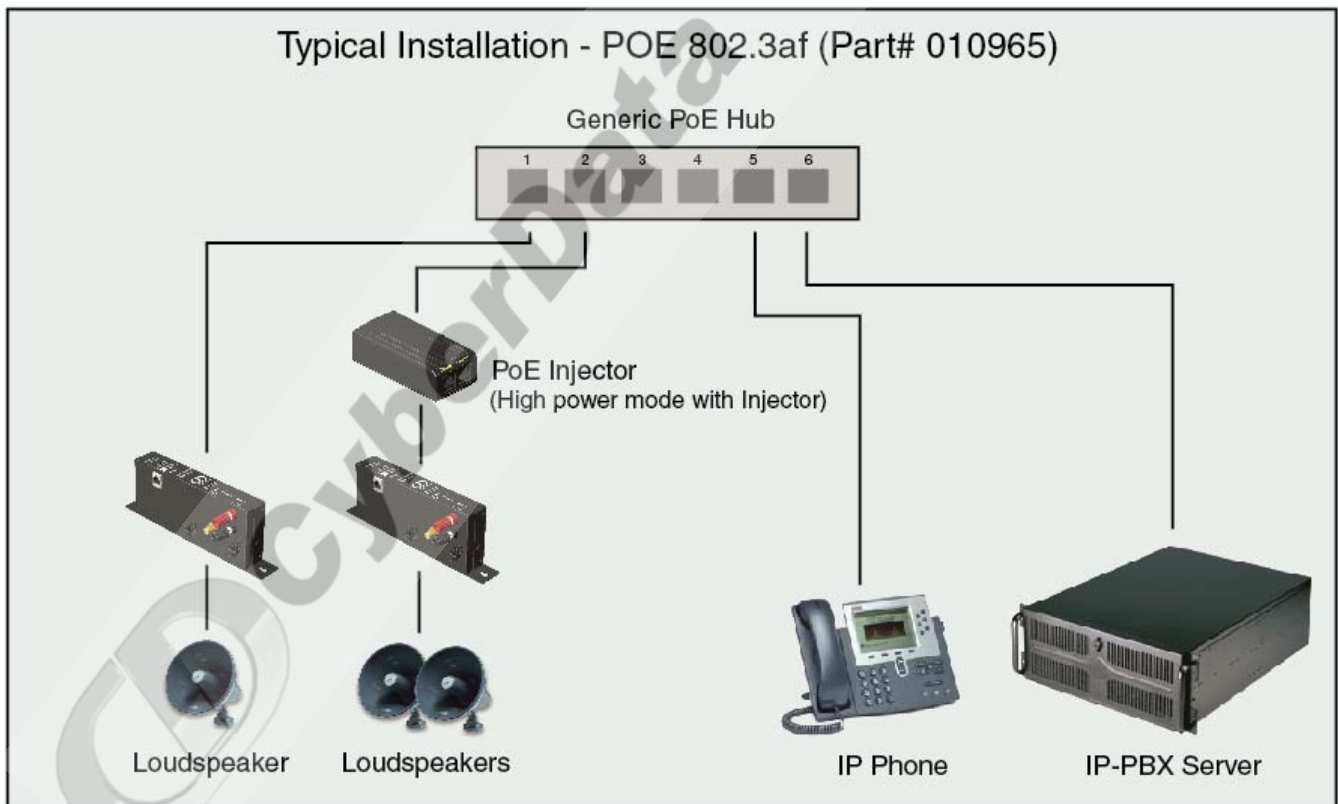 Typical Installation - POE 802.3af (Part# 010965)
Generic PoE Hub
1 2 3 4 5 6
PoE Injector
(High power mode with Injector)
Loudspeaker
Loudspeakers
IP Phone
IP-PBX Server
CyberData